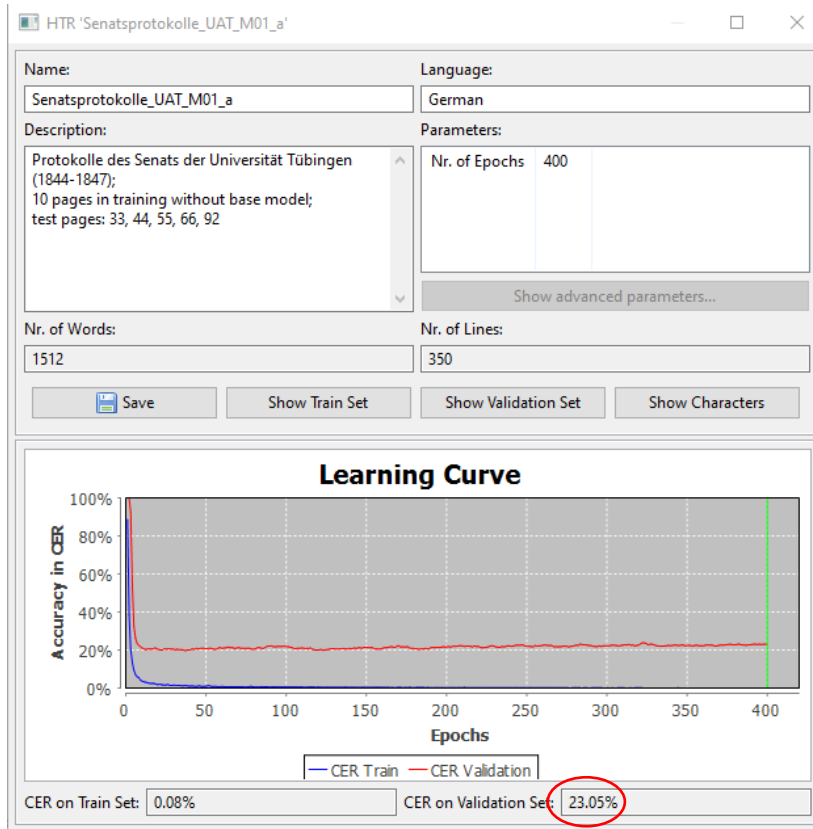 HTR 'Senatsprotokolle_UAT_M01_a'
Name:
Senatsprotokolle_UAT_M01_a
Language:
German
Description:
Protokolle des Senats der Universität Tübingen
(1844-1847);
10 pages in training without base model;
test pages: 33, 44, 55, 66, 92
Parameters:
Nr. of Epochs 400
Show advanced parameters...
Nr. of Words:
1512
Nr. of Lines:
350
Save
Show Train Set
Show Validation Set
Show Characters
Learning Curve
Accuracy in CER
100%
80%
60%
40%
20%
0%
0 50 100 150 200 250 300 350 400
Epochs
CER Train CER Validation
CER on Train Set: 0.08%
CER on Validation Set: 23.05%